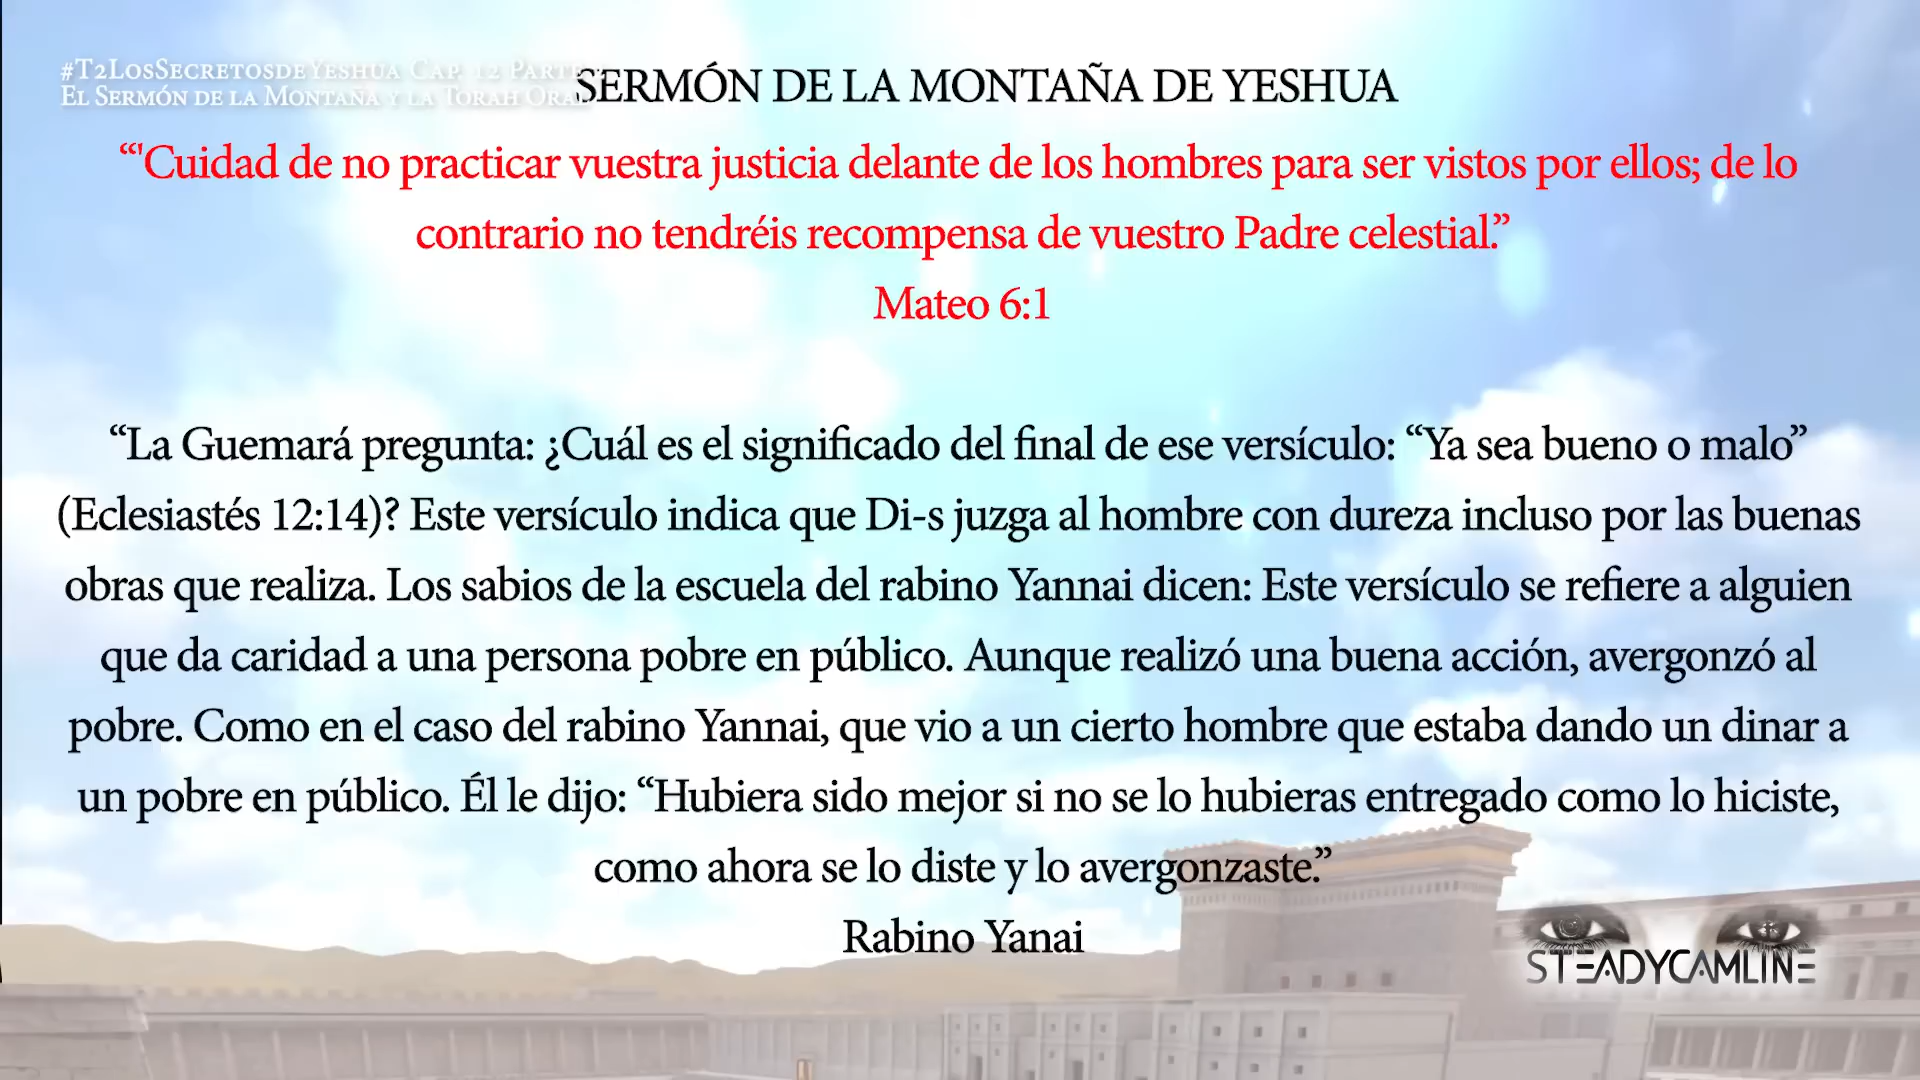 #T2LosSecretosdeYeshua Cap. 12 Parte
El Sermón de la Montaña y la Torah Oral
SERMÓN DE LA MONTAÑA DE YESHUA
“‘Cuidad de no practicar vuestra justicia delante de los hombres para ser vistos por ellos; de lo
contrario no tendréis recompensa de vuestro Padre celestial.”
Mateo 6:1
“La Guemará pregunta: ¿Cuál es el significado del final de ese versículo: “Ya sea bueno o malo”
(Eclesiastés 12:14)? Este versículo indica que Di-s juzga al hombre con dureza incluso por las buenas
obras que realiza. Los sabios de la escuela del rabino Yannai dicen: Este versículo se refiere a alguien
que da caridad a una persona pobre en público. Aunque realizó una buena acción, avergonzó al
pobre. Como en el caso del rabino Yannai, que vio a un cierto hombre que estaba dando un dinar a
un pobre en público. Él le dijo: “Hubiera sido mejor si no se lo hubieras entregado como lo hiciste,
como ahora se lo diste y lo avergonzaste.”
Rabino Yanai
STEADYCAMLINE